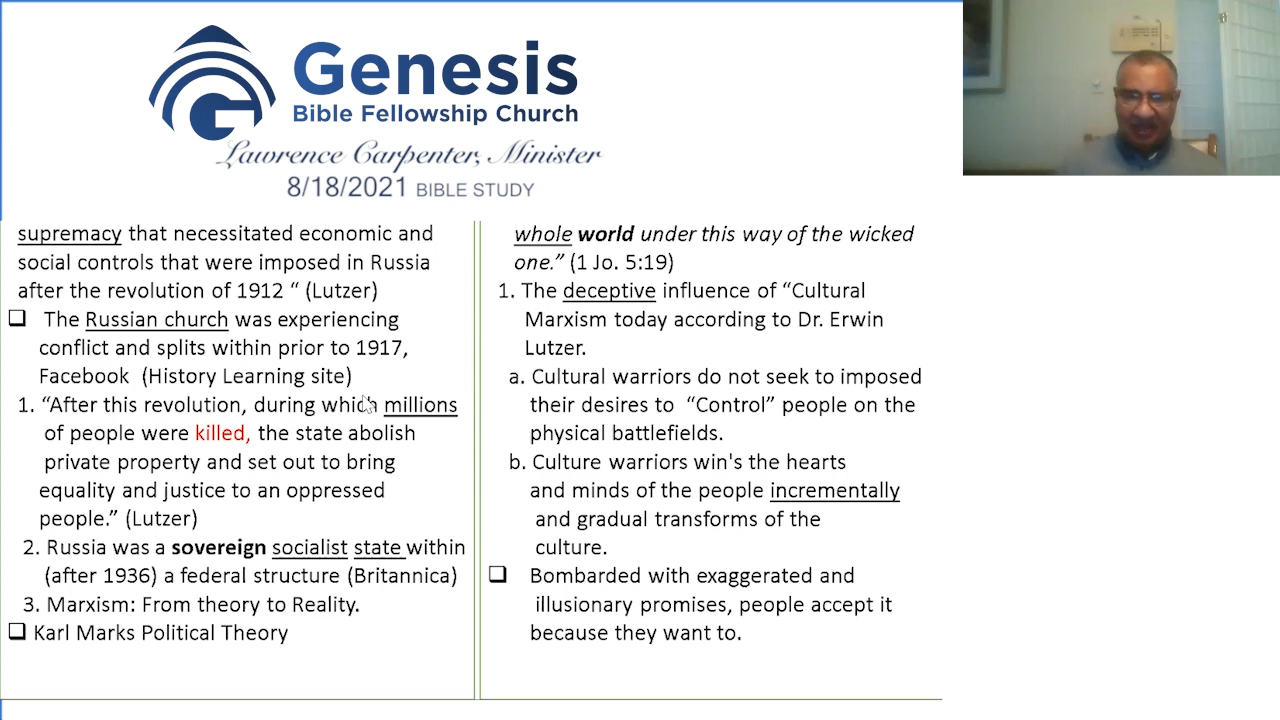 Genesis
Bible Fellowship Church
Lawrence Carpenter, Minister
8/18/2021 BIBLE STUDY
supremacy that necessitated economic and
social controls that were imposed in Russia
after the revolution of 1912 “ (Lutzer)
The Russian church was experiencing
conflict and splits within prior to 1917,
Facebook (History Learning site)
1. “After this revolution, during which millions
of people were killed, the state abolish
private property and set out to bring
equality and justice to an oppressed
people.” (Lutzer)
2. Russia was a sovereign socialist state within
(after 1936) a federal structure (Britannica)
3. Marxism: From theory to Reality.
Karl Marks Political Theory
whole world under this way of the wicked
one.” (1 Jo. 5:19)
1. The deceptive influence of “Cultural
Marxism today according to Dr. Erwin
Lutzer.
a. Cultural warriors do not seek to imposed
their desires to “Control” people on the
physical battlefields.
b. Culture warriors win's the hearts
and minds of the people incrementally
and gradual transforms of the
culture.
Bombarded with exaggerated and
illusionary promises, people accept it
because they want to.